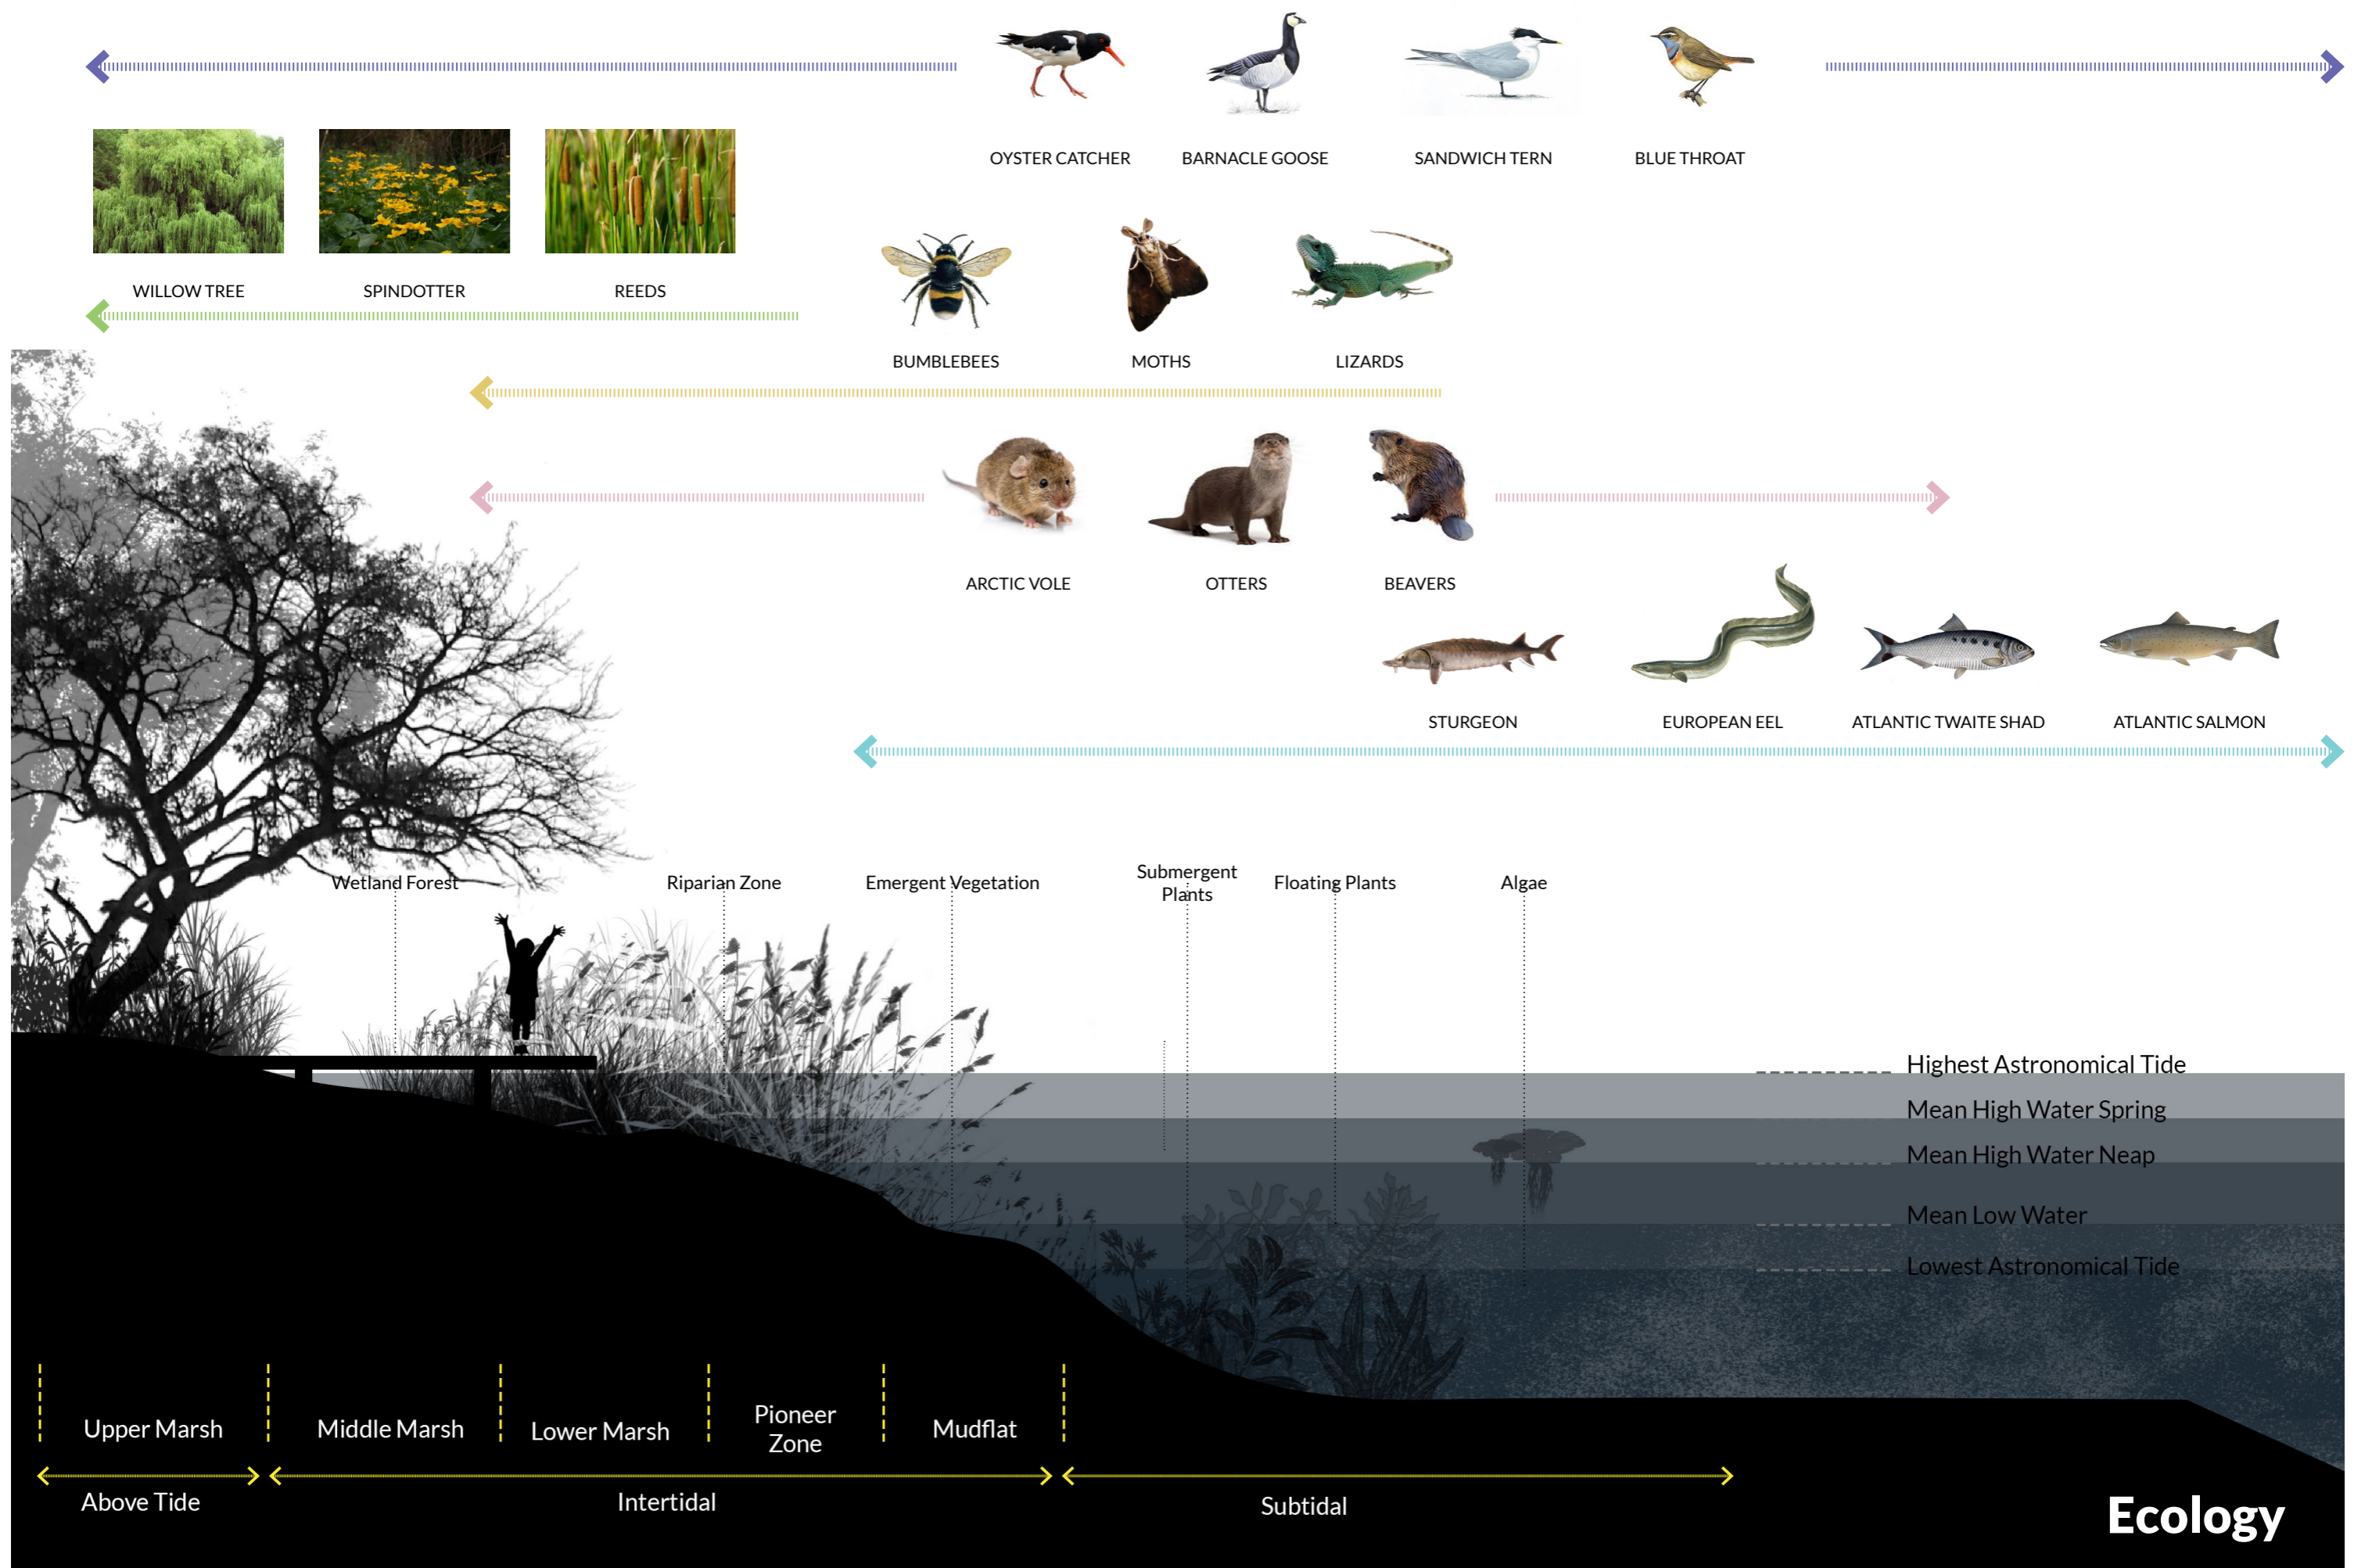 OYSTER CATCHER
BARNACLE GOOSE
SANDWICH TERN
BLUE THROAT
WILLOW TREE
SPINDOTTER
REEDS
BUMBLEBEES
MOTHS
LIZARDS
ARCTIC VOLE
OTTERS
BEAVERS
STURGEON
EUROPEAN EEL
ATLANTIC TWAITE SHAD
ATLANTIC SALMON
Wetland Forest
Riparian Zone
Emergent Vegetation
Submergent
Plants
Floating Plants
Algae
Highest Astronomical Tide
Mean High Water Spring
Mean High Water Neap
Mean Low Water
Lowest Astronomical Tide
Upper Marsh
Middle Marsh
Lower Marsh
Pioneer
Zone
Mudflat
Above Tide
Intertidal
Subtidal
Ecology